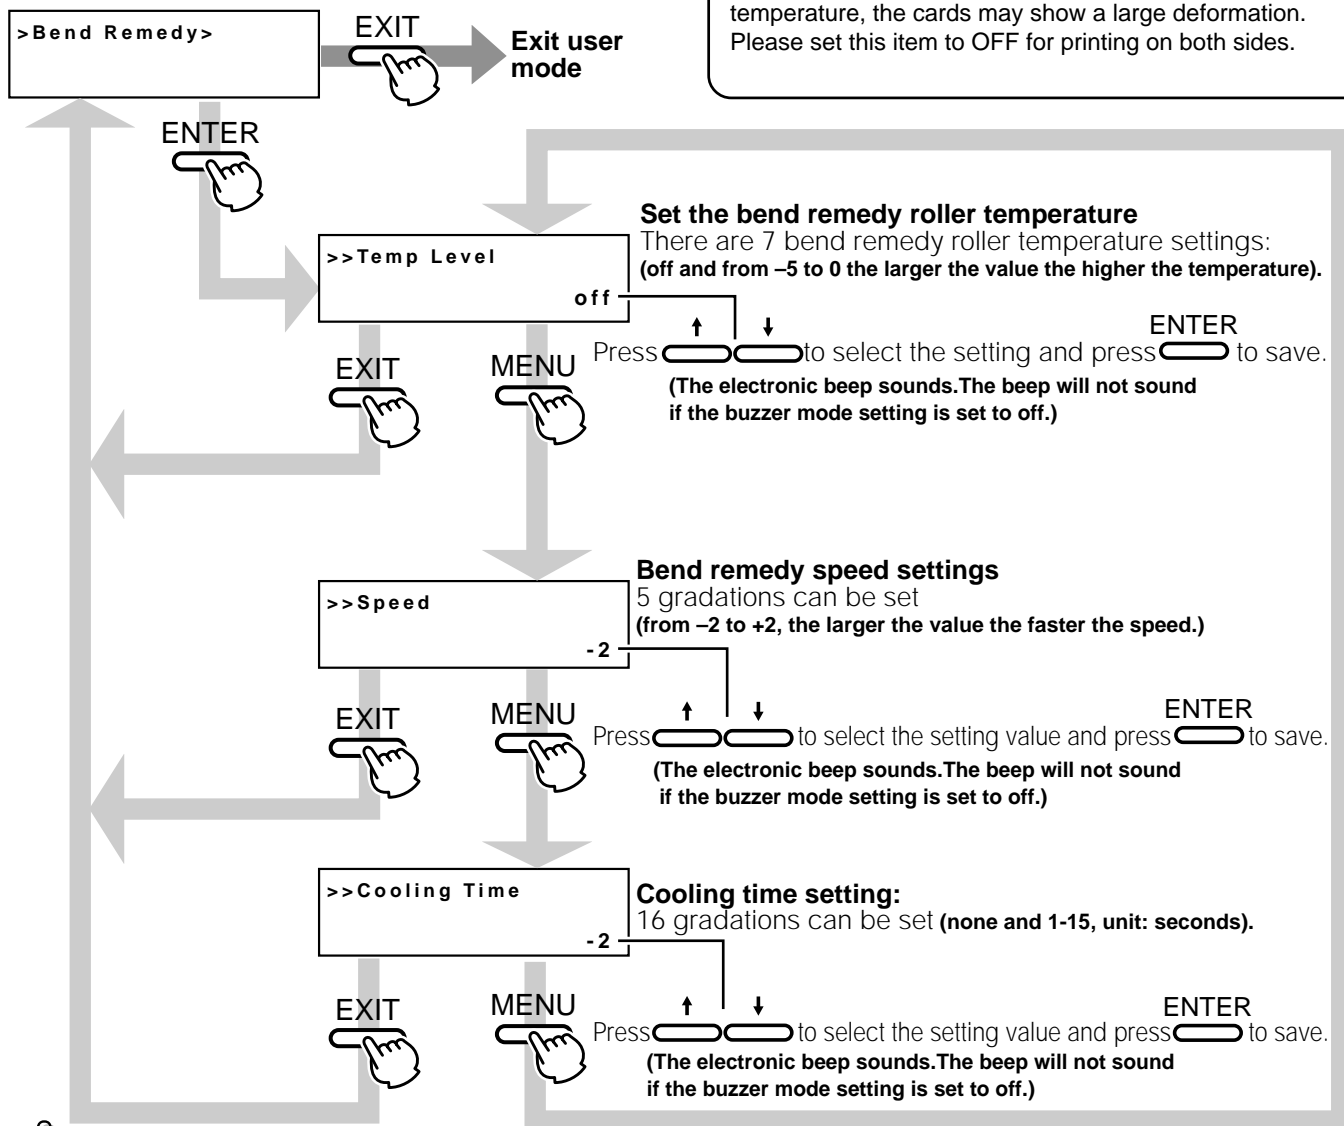 temperature, the cards may show a large deformation.
Please set this item to OFF for printing on both sides.
>Bend Remedy>
EXIT
Exit user
mode
ENTER
Set the bend remedy roller temperature
There are 7 bend remedy roller temperature settings:
(off and from –5 to 0 the larger the value the higher the temperature).
>>Temp Level
off
ENTER
Press to select the setting and press to save.
(The electronic beep sounds.The beep will not sound
if the buzzer mode setting is set to off.)
EXIT
MENU
Bend remedy speed settings
5 gradations can be set
(from –2 to +2, the larger the value the faster the speed.)
>>Speed
-2
ENTER
Press to select the setting value and press to save.
(The electronic beep sounds.The beep will not sound
if the buzzer mode setting is set to off.)
EXIT
MENU
>>Cooling Time
-2
Cooling time setting:
16 gradations can be set (none and 1-15, unit: seconds).
ENTER
Press to select the setting value and press to save.
(The electronic beep sounds.The beep will not sound
if the buzzer mode setting is set to off.)
EXIT
MENU